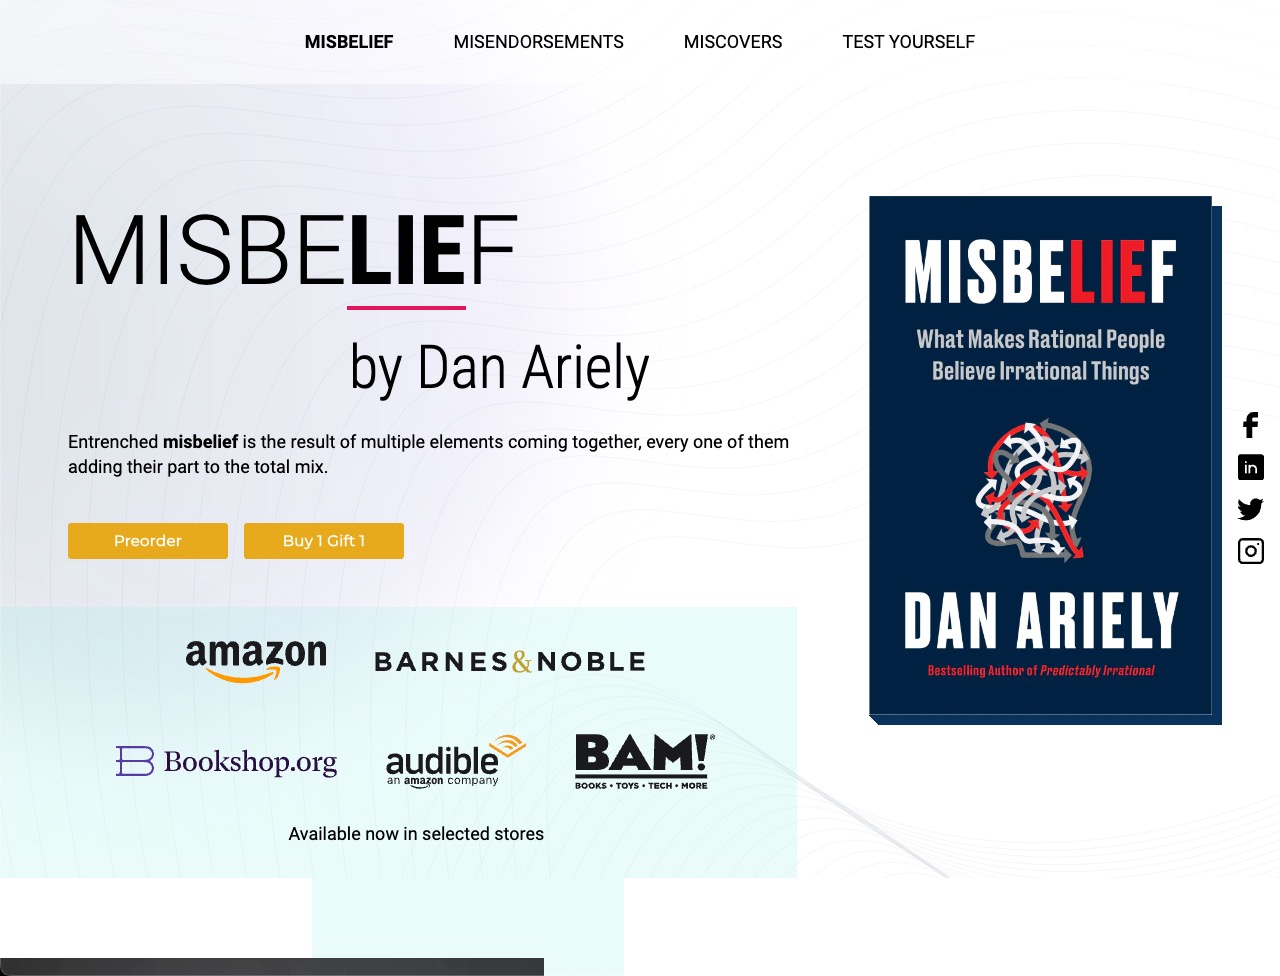 MISBELIEF MISENDORSEMENTS MISCOVERS TEST YOURSELF
MISBELIEF
by Dan Ariely
Entrenched misbelief is the result of multiple elements coming together, every one of them
adding their part to the total mix.
Preorder Buy 1 Gift 1
amazon BARNES&NOBLE
Bookshop.org audible
an amazon company
BAM!®
BOOKS • TOYS • TECH • MORE
Available now in selected stores
MISBELIEF
What Makes Rational People
Believe Irrational Things
DAN ARIELY
Bestselling Author of Predictably Irrational
f
in